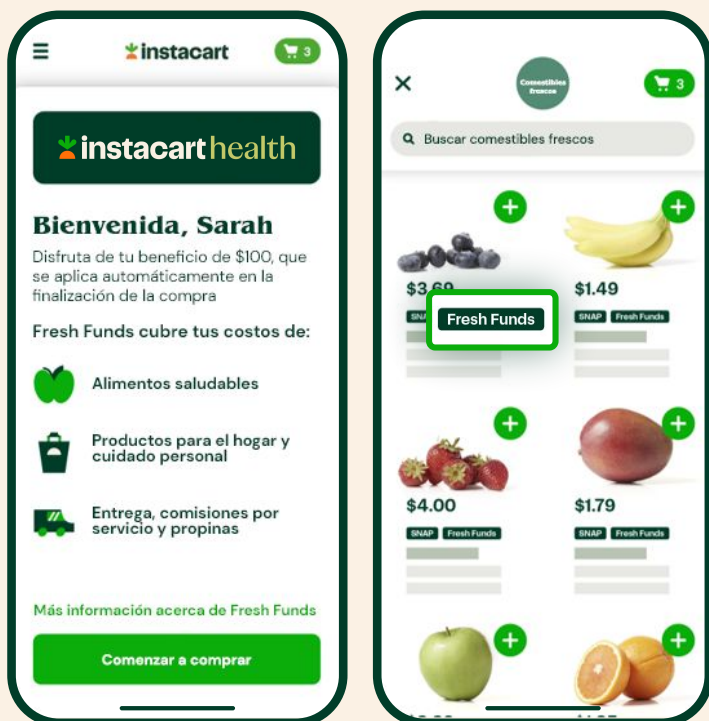 instacart
3
instacart health
Bienvenida, Sarah
Disfruta de tu beneficio de $100, que
se aplica automáticamente en la
finalización de la compra
Fresh Funds cubre tus costos de:
Alimentos saludables
Productos para el hogar y
cuidado personal
Entrega, comisiones por
servicio y propinas
Más información acerca de Fresh Funds
Comenzar a comprar
Comestibles
frescos
3
Buscar comestibles frescos
$3.69
$1.49
Fresh Funds
SNAP Fresh Funds
$4.00
$1.79
SNAP Fresh Funds
SNAP Fresh Funds